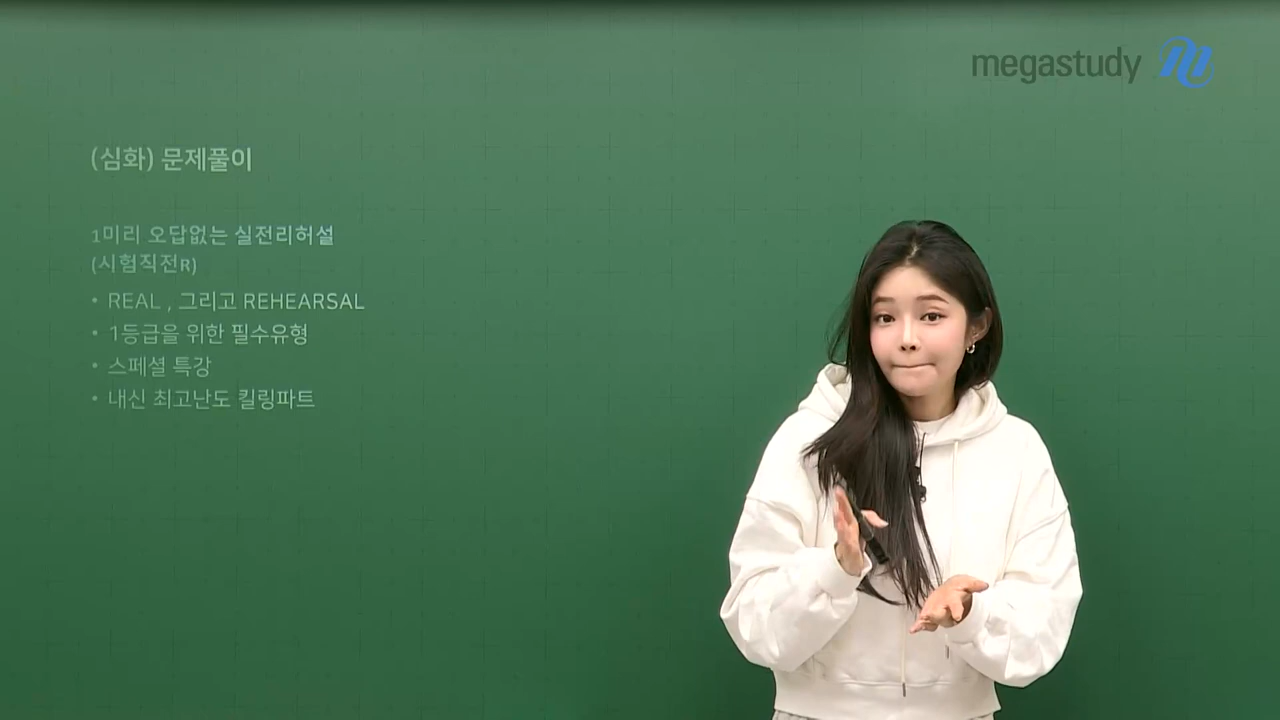 megastudy
(심화) 문제풀이
1미리 오답없는 실전리허설
(시험직전R)
• REAL , 그리고 REHEARSAL
• 1등급을 위한 필수유형
• 스페셜 특강
• 내신 최고난도 킬링파트